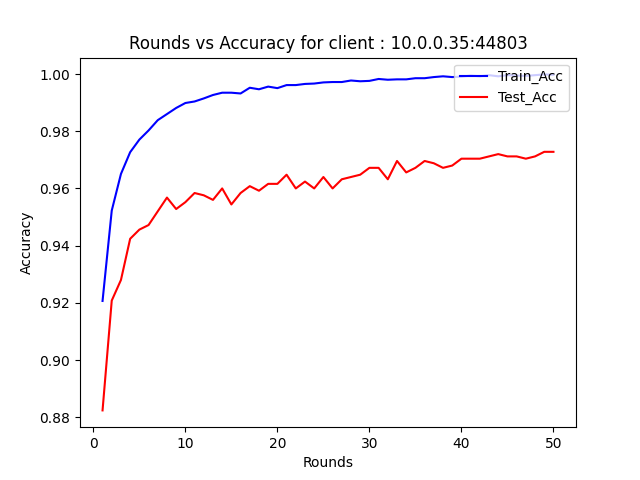 Rounds vs Accuracy for client : 10.0.0.35:44803
1.00
0.98
0.96
0.94
0.92
0.90
0.88
Accuracy
Train_Acc
Test_Acc
0 10 20 30 40 50
Rounds